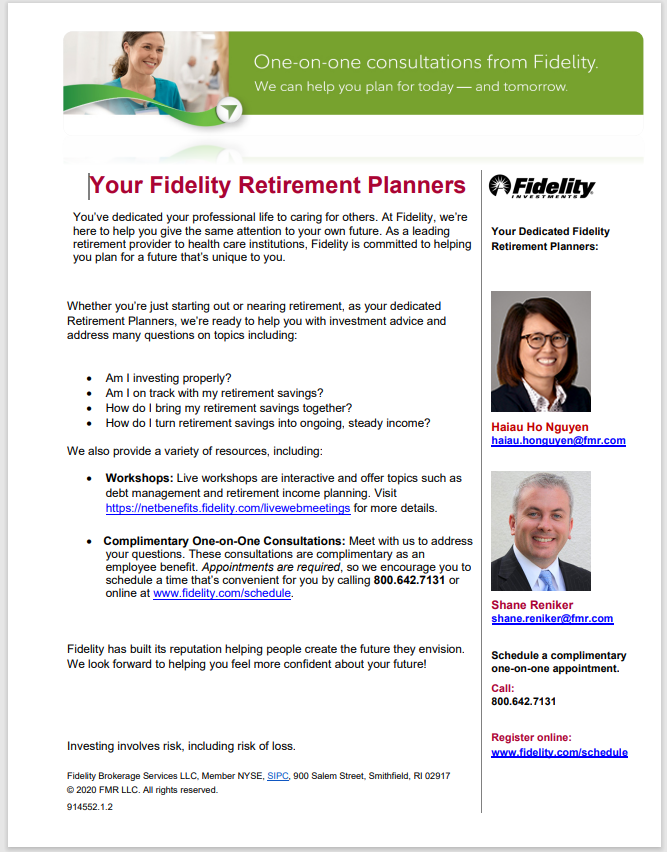 One-on-one consultations from Fidelity.
We can help you plan for today — and tomorrow.
Your Fidelity Retirement Planners
You've dedicated your professional life to caring for others. At Fidelity, we're
here to help you give the same attention to your own future. As a leading
retirement provider to health care institutions, Fidelity is committed to helping
you plan for a future that's unique to you.
Whether you're just starting out or nearing retirement, as your dedicated
Retirement Planners, we're ready to help you with investment advice and
address many questions on topics including:
• Am I investing properly?
• Am I on track with my retirement savings?
• How do I bring my retirement savings together?
• How do I turn retirement savings into ongoing, steady income?
We also provide a variety of resources, including:
• Workshops: Live workshops are interactive and offer topics such as
debt management and retirement income planning. Visit
https://netbenefits.fidelity.com/livewebmeetings for more details.
• Complimentary One-on-One Consultations: Meet with us to address
your questions. These consultations are complimentary as an
employee benefit. Appointments are required, so we encourage you to
schedule a time that's convenient for you by calling 800.642.7131 or
online at www.fidelity.com/schedule.
Fidelity has built its reputation helping people create the future they envision.
We look forward to helping you feel more confident about your future!
Investing involves risk, including risk of loss.
Fidelity Brokerage Services LLC, Member NYSE, SIPC, 900 Salem Street, Smithfield, RI 02917
© 2020 FMR LLC. All rights reserved.
914552.1.2
Fidelity
INVESTMENTS
Your Dedicated Fidelity
Retirement Planners:
Haiau Ho Nguyen
haiau.honguyen@fmr.com
Shane Reniker
shane.reniker@fmr.com
Schedule a complimentary
one-on-one appointment.
Call:
800.642.7131
Register online:
www.fidelity.com/schedule